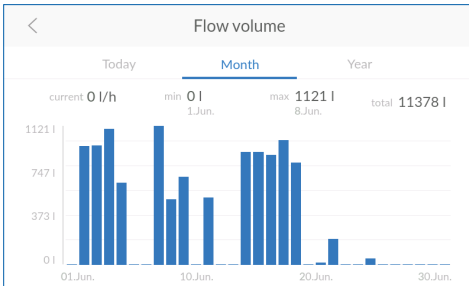 Flow volume
Today Month Year
current 0 l/h min 0 l max 1121 l total 11378 l
1.Jun. 8.Jun.
1121 l
747 l
373 l
0 l
01.Jun. 10.Jun. 20.Jun. 30.Jun.